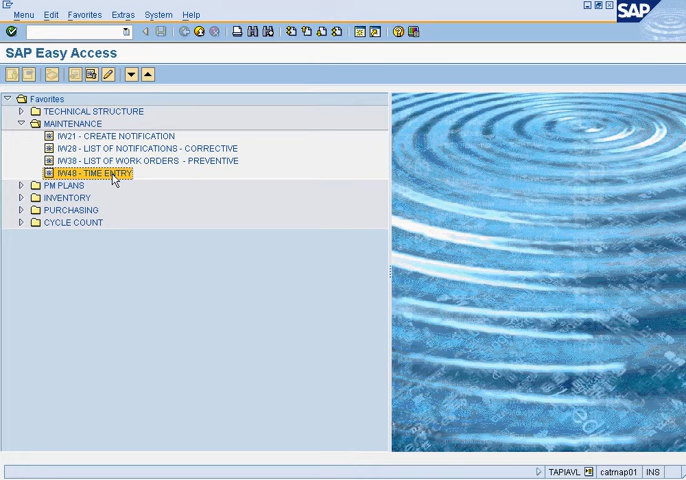 Menu Edit Favorites Extras System Help
SAP
SAP Easy Access
Favorites
TECHNICAL STRUCTURE
MAINTENANCE
IW21 - CREATE NOTIFICATION
IW28 - LIST OF NOTIFICATIONS - CORRECTIVE
IW38 - LIST OF WORK ORDERS - PREVENTIVE
IW48 - TIME ENTRY
PM PLANS
INVENTORY
PURCHASING
CYCLE COUNT
TAPIAVL catmap01 INS